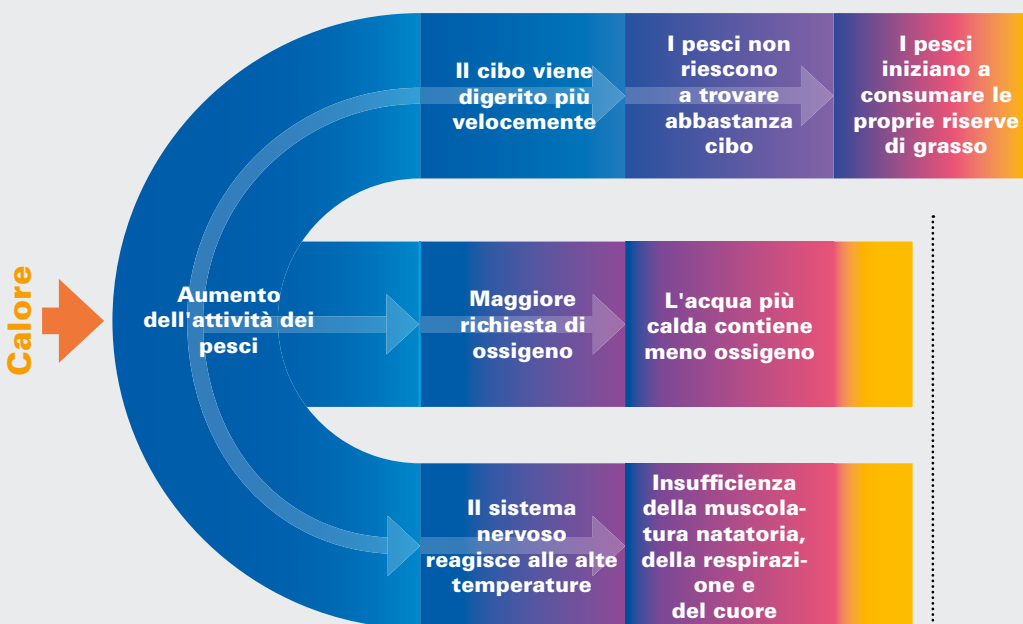 Calore
Aumento
dell'attività dei
pesci
Il cibo viene
digerito più
velocemente
I pesci non
riescono
a trovare
abbastanza
cibo
I pesci
iniziano a
consumare le
proprie riserve
di grasso
Maggiore
richiesta di
ossigeno
L'acqua più
calda contiene
meno ossigeno
Il sistema
nervoso
reagisce alle alte
temperature
Insufficienza
della muscola-
tura natatoria,
della respirazi-
one e
del cuore